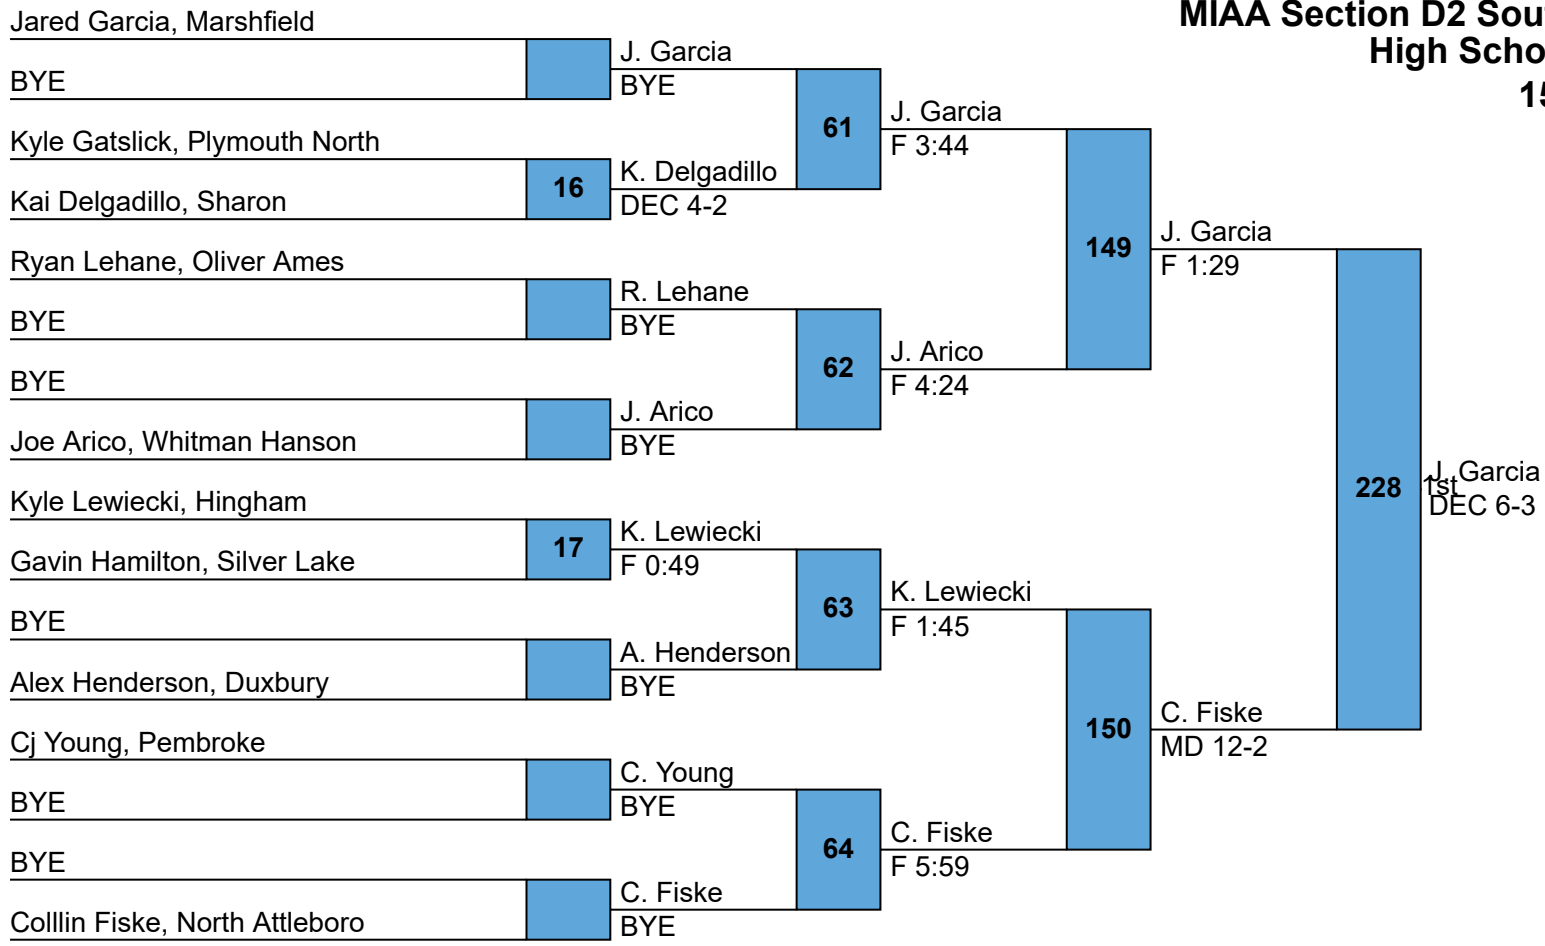 MIAA Section D2 Sou
High Scho
15
Jared Garcia, Marshfield
BYE
Kyle Gatslick, Plymouth North
Kai Delgadillo, Sharon
Ryan Lehane, Oliver Ames
BYE
BYE
Joe Arico, Whitman Hanson
Kyle Lewiecki, Hingham
Gavin Hamilton, Silver Lake
BYE
Alex Henderson, Duxbury
Cj Young, Pembroke
BYE
BYE
Colllin Fiske, North Attleboro
16
17
J. Garcia
BYE
K. Delgadillo
DEC 4-2
R. Lehane
BYE
J. Arico
BYE
K. Lewiecki
F 0:49
A. Henderson
BYE
C. Young
BYE
C. Fiske
BYE
61
62
63
64
J. Garcia
F 3:44
J. Arico
F 4:24
K. Lewiecki
F 1:45
C. Fiske
F 5:59
149
150
J. Garcia
F 1:29
C. Fiske
MD 12-2
228
J. Garcia
1st
DEC 6-3